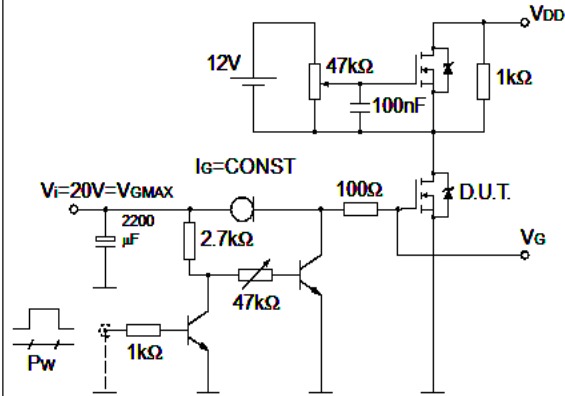 VDD
12V
47kΩ
1kΩ
100nF
IG=CONST
Vi=20V=VGMAX
100Ω
D.U.T.
2200
μF
2.7kΩ
VG
47kΩ
1kΩ
Pw